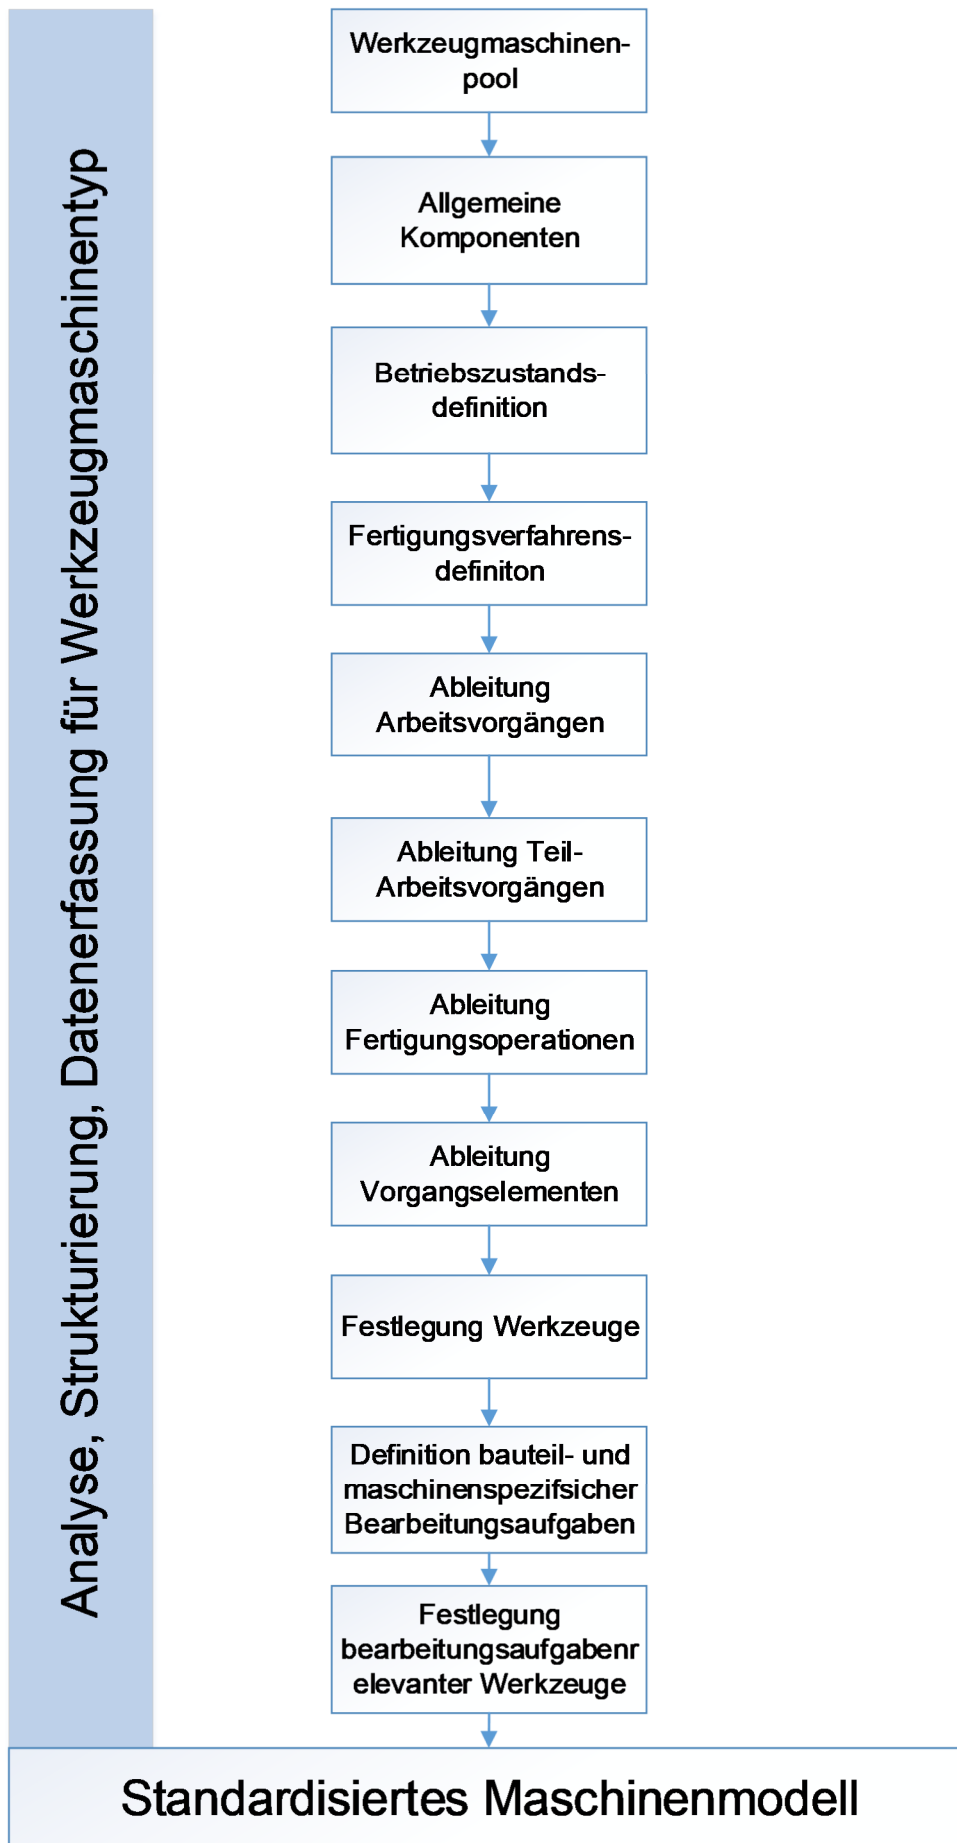 Analyse, Strukturierung, Datenerfassung für Werkzeugmaschinentyp
Werkzeugmaschinen-
pool
Allgemeine
Komponenten
Betriebszustands-
definition
Fertigungsverfahrens-
definiton
Ableitung
Arbeitsvorgängen
Ableitung Teil-
Arbeitsvorgängen
Ableitung
Fertigungsoperationen
Ableitung
Vorgangselementen
Festlegung Werkzeuge
Definition bauteil- und
maschinenspezifsicher
Bearbeitungsaufgaben
Festlegung
bearbeitungsaufgabenr
elevanter Werkzeuge
Standardisiertes Maschinenmodell